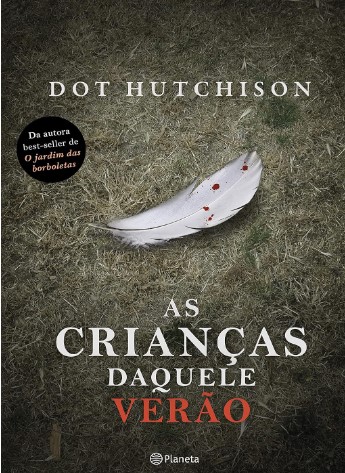 DOT HUTCHISON
Da autora
best-seller de
O jardim das
borboletas
AS
CRIANÇAS
DAQUELE
VERÃO
Planeta